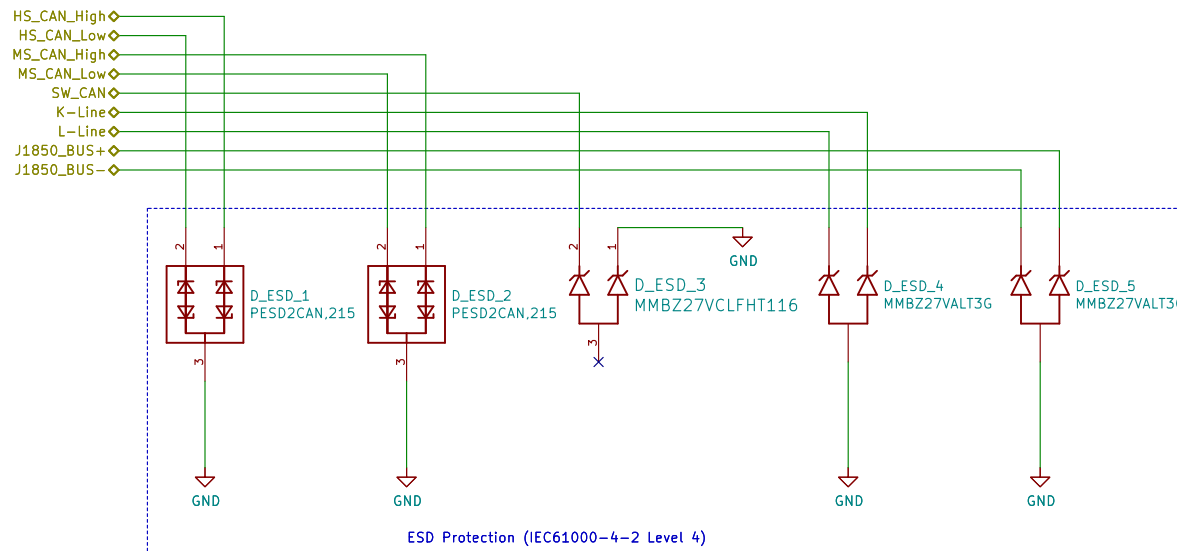 HS_CAN_High
HS_CAN_Low
MS_CAN_High
MS_CAN_Low
SW_CAN
K-Line
L-Line
J1850_BUS+
J1850_BUS-
2
1
D_ESD_1
PESD2CAN,215
3
GND
2
1
D_ESD_2
PESD2CAN,215
3
GND
2
1
GND
D_ESD_3
MMBZ27VCLFHT116
3
D_ESD_4
MMBZ27VALT3G
GND
D_ESD_5
MMBZ27VALT3
GND
ESD Protection (IEC61000-4-2 Level 4)